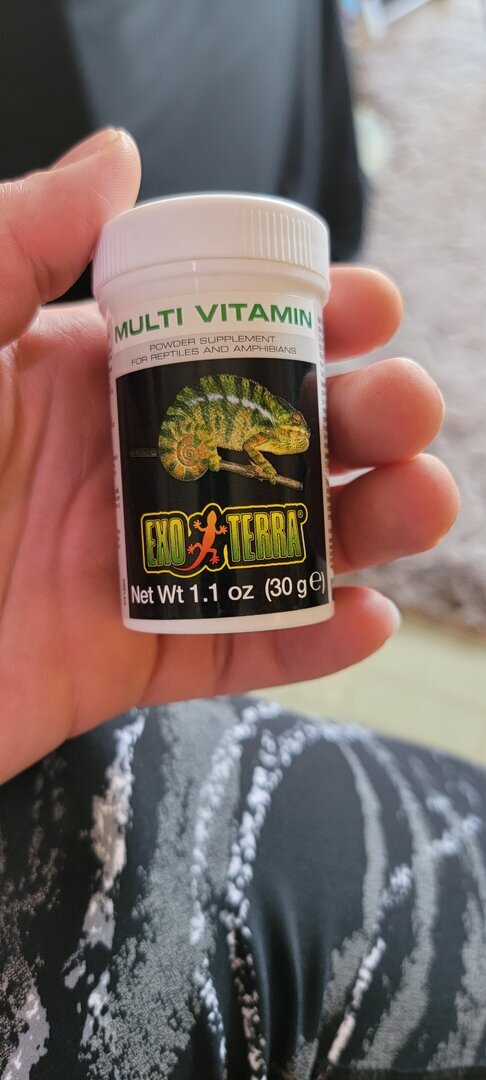 MULTI VITAMIN
POWDER SUPPLEMENT
FOR REPTILES AND AMPHIBIANS
EXO TERRA®
Net Wt 1.1 oz (30 g ℮)